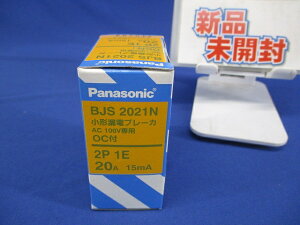 新品
未開封
Panasonic
BJS 2021N
小形漏電ブレーカ
AC 100V専用
OC付
2P 1E
20A 15mA